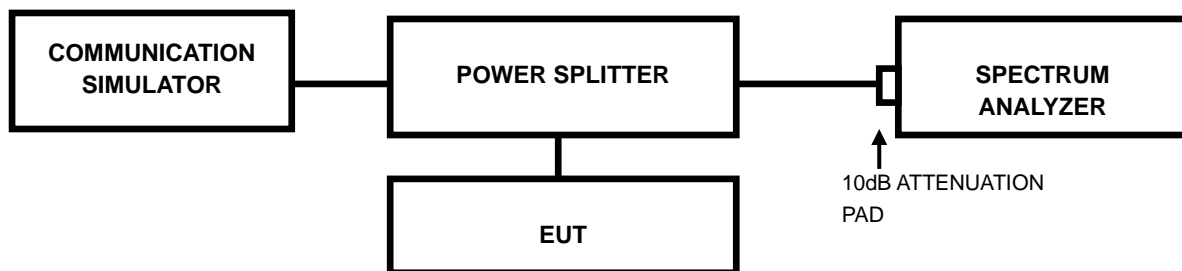 COMMUNICATION
SIMULATOR
POWER SPLITTER
SPECTRUM
ANALYZER
10dB ATTENUATION
PAD
EUT